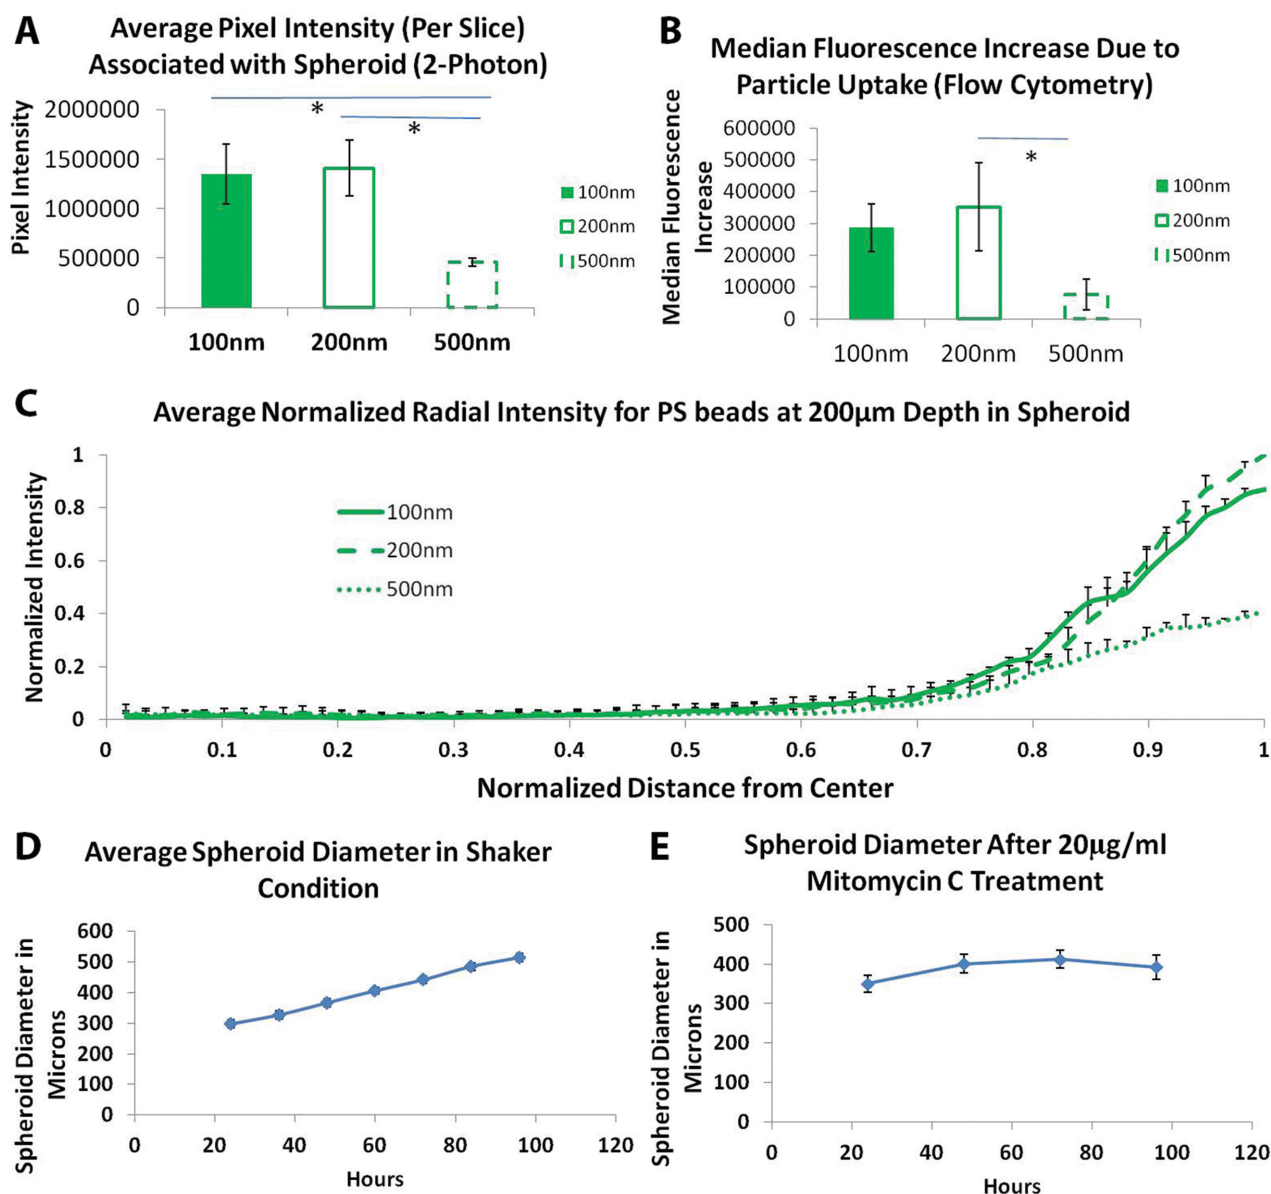 A
Average Pixel Intensity (Per Slice)
Associated with Spheroid (2-Photon)
Pixel Intensity
2000000
1500000
1000000
500000
0
*
*
100nm
200nm
500nm
100nm
200nm
500nm
B
Median Fluorescence Increase Due to
Particle Uptake (Flow Cytometry)
Median Fluorescence
Increase
600000
500000
400000
300000
200000
100000
0
*
100nm
200nm
500nm
100nm
200nm
500nm
C
Average Normalized Radial Intensity for PS beads at 200µm Depth in Spheroid
Normalized Intensity
1
0.8
0.6
0.4
0.2
0
100nm
200nm
500nm
0 0.1 0.2 0.3 0.4 0.5 0.6 0.7 0.8 0.9 1
Normalized Distance from Center
D
Average Spheroid Diameter in Shaker
Condition
Spheroid Diameter in
Microns
600
500
400
300
200
100
0
0 20 40 60 80 100 120
Hours
E
Spheroid Diameter After 20µg/ml
Mitomycin C Treatment
Spheroid Diameter in
Microns
500
400
300
200
100
0
0 20 40 60 80 100 120
Hours